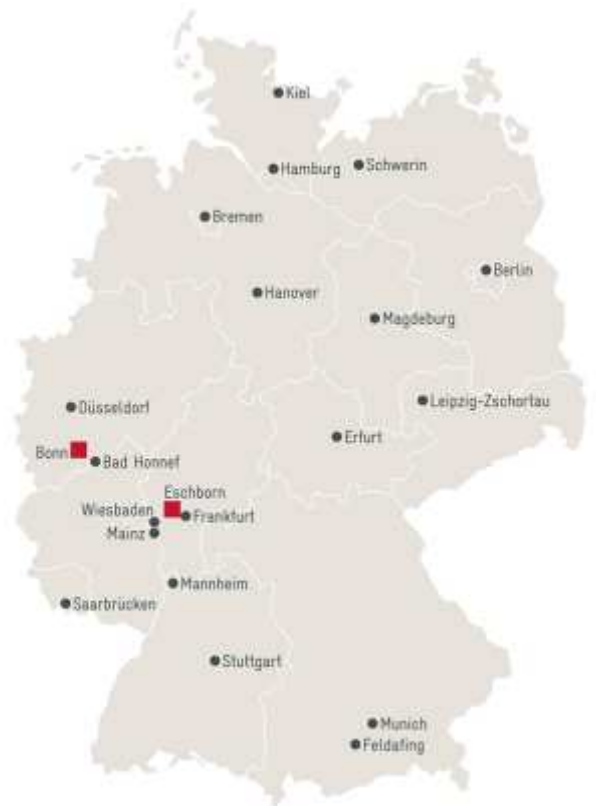 Kiel
Hamburg
Schwerin
Bremen
Berlin
Hanover
Magdeburg
Düsseldorf
Leipzig-Zschortau
Erfurt
Bonn
Bad Honnef
Eschborn
Wiesbaden
Frankfurt
Mainz
Mannheim
Saarbrücken
Stuttgart
Munich
Feldafing